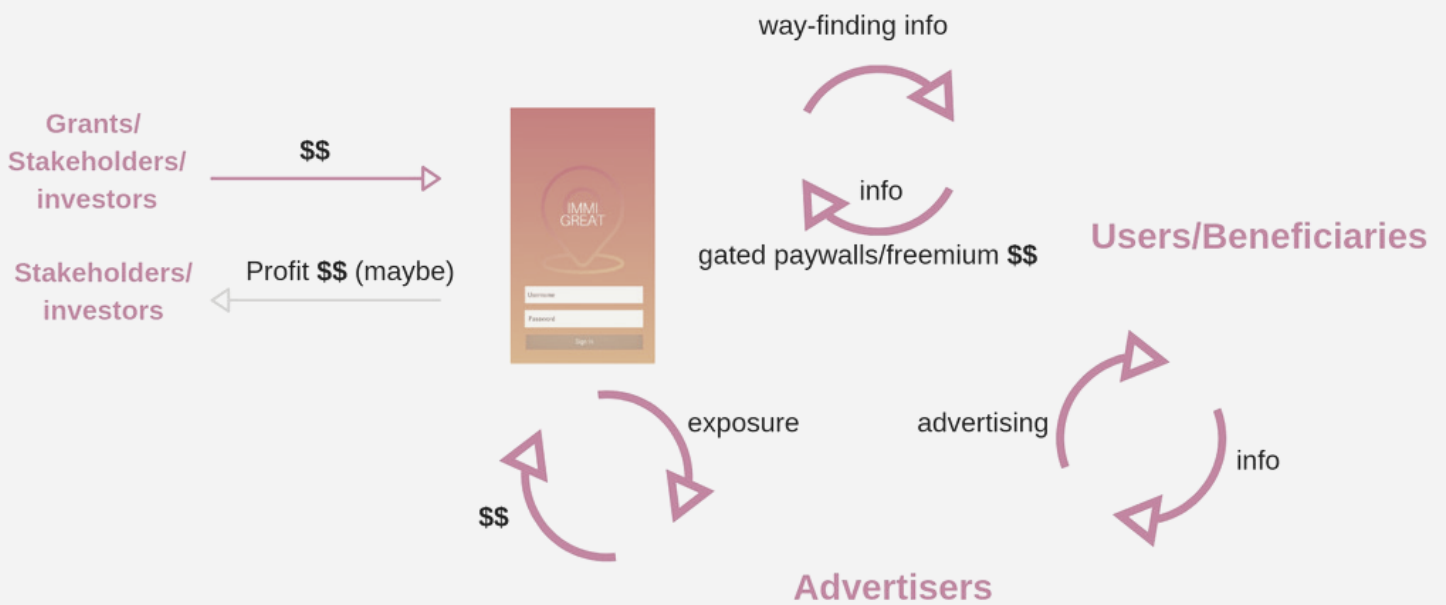 way-finding info
Grants/
Stakeholders/
investors
$$
IMMI
GREAT
info
gated paywalls/freemium $$
Users/Beneficiaries
Stakeholders/
investors
Profit $$ (maybe)
Username
Password
Sign In
exposure
$$
advertising
info
Advertisers